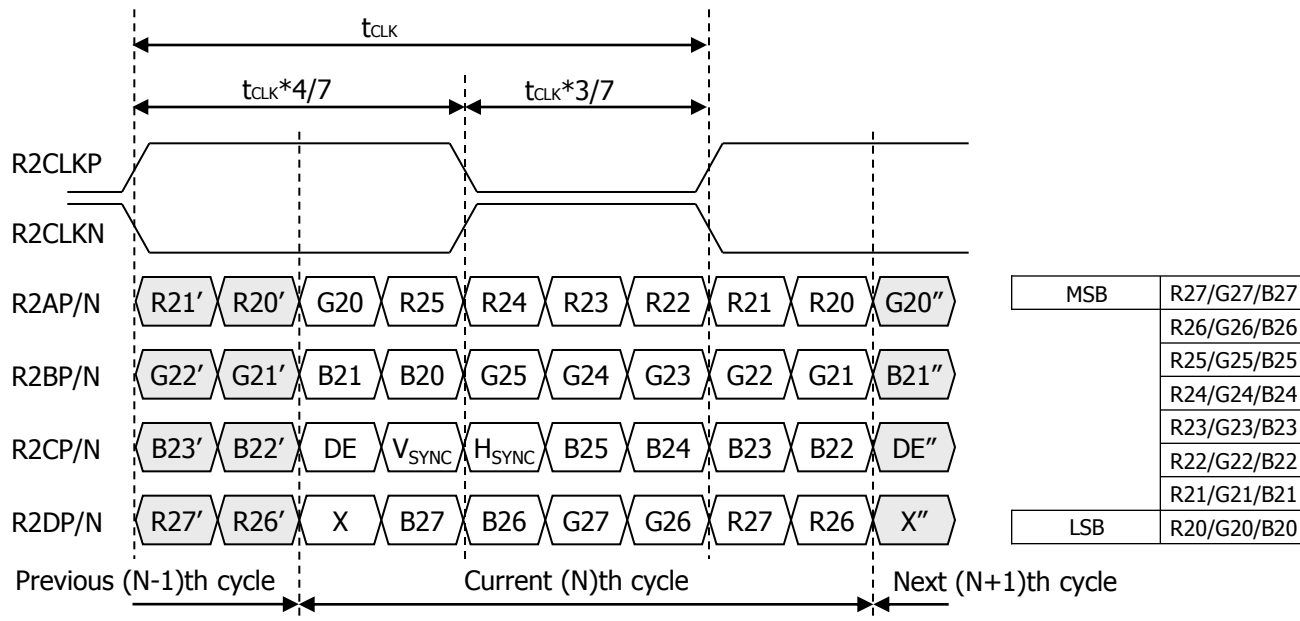 tCLK
tCLK*4/7 tCLK*3/7
R2CLKP
R2CLKN
R2AP/N R21′ R20′ G20 R25 R24 R23 R22 R21 R20 G20″
R2BP/N G22′ G21′ B21 B20 G25 G24 G23 G22 G21 B21″
R2CP/N B23′ B22′ DE VSYNC HSYNC B25 B24 B23 B22 DE″
R2DP/N R27′ R26′ X B27 B26 G27 G26 R27 R26 X″
Previous (N-1)th cycle Current (N)th cycle Next (N+1)th cycle
MSB R27/G27/B27
R26/G26/B26
R25/G25/B25
R24/G24/B24
R23/G23/B23
R22/G22/B22
R21/G21/B21
LSB R20/G20/B20